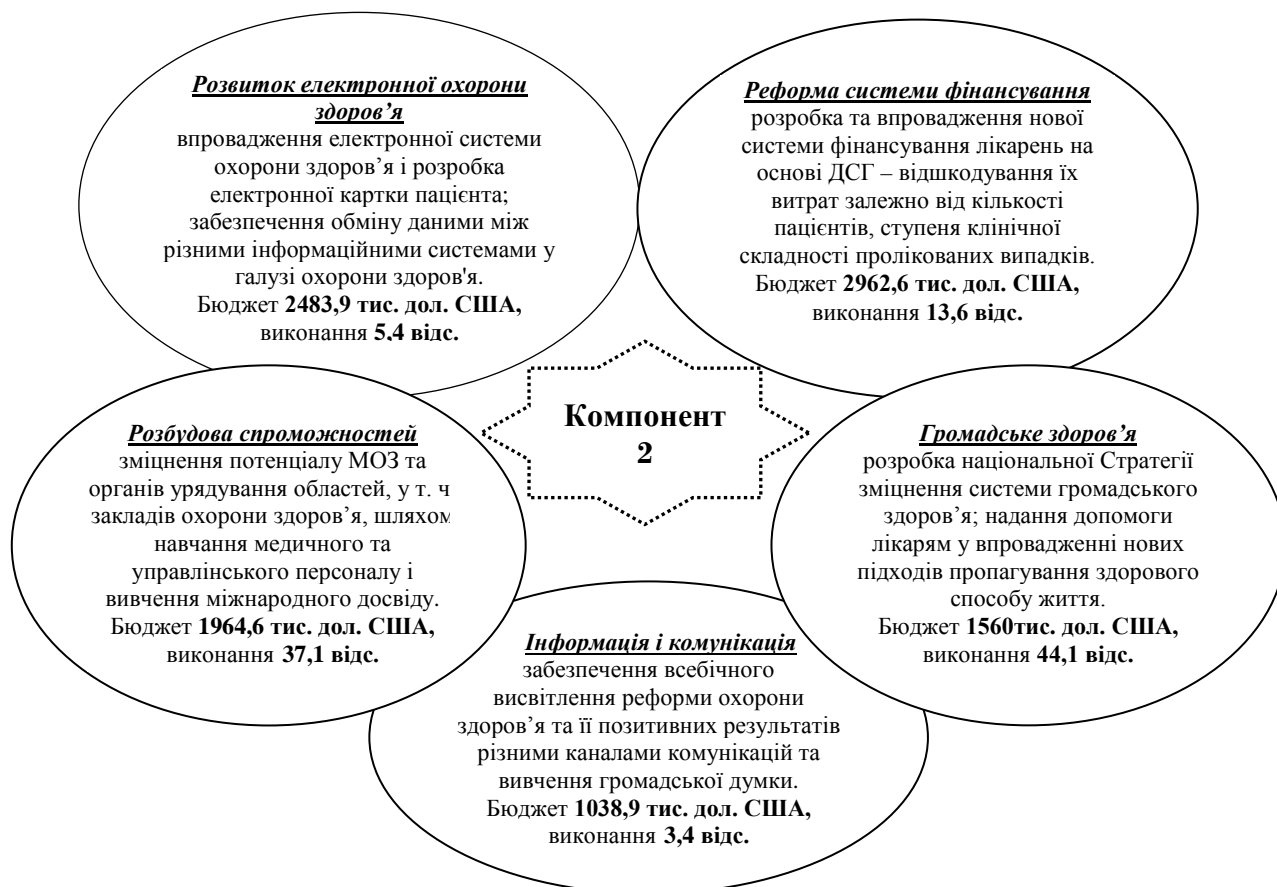 Розвиток електронної охорони
здоров’я
впровадження електронної системи
охорони здоров’я і розробка
електронної картки пацієнта;
забезпечення обміну даними між
різними інформаційними системами у
галузі охорони здоров'я.
Бюджет 2483,9 тис. дол. США,
виконання 5,4 відс.
Реформа системи фінансування
розробка та впровадження нової
системи фінансування лікарень на
основі ДСГ – відшкодування їх
витрат залежно від кількості
пацієнтів, ступеня клінічної
складності пролікованих випадків.
Бюджет 2962,6 тис. дол. США,
виконання 13,6 відс.
Компонент
2
Розбудова спроможностей
зміцнення потенціалу МОЗ та
органів урядування областей, у т. ч
закладів охорони здоров’я, шляхом
навчання медичного та
управлінського персоналу і
вивчення міжнародного досвіду.
Бюджет 1964,6 тис. дол. США,
виконання 37,1 відс.
Громадське здоров’я
розробка національної Стратегії
зміцнення системи громадського
здоров’я; надання допомоги
лікарям у впровадженні нових
підходів пропагування здорового
способу життя.
Бюджет 1560тис. дол. США,
виконання 44,1 відс.
Інформація і комунікація
забезпечення всебічного
висвітлення реформи охорони
здоров’я та її позитивних результатів
різними каналами комунікацій та
вивчення громадської думки.
Бюджет 1038,9 тис. дол. США,
виконання 3,4 відс.